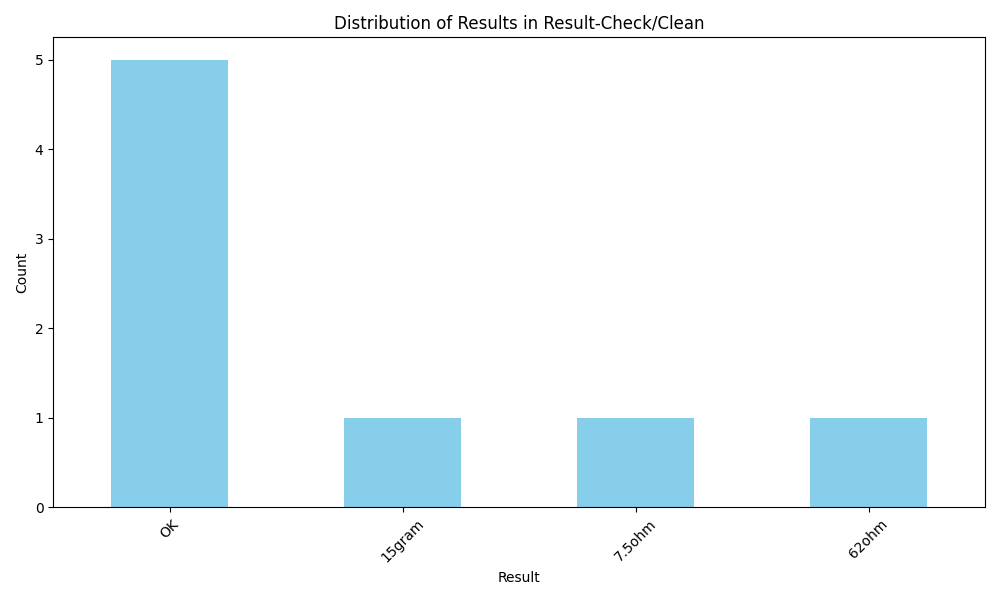 Distribution of Results in Result-Check/Clean
Count
5
4
3
2
1
0
OK
15gram
7.5ohm
62ohm
Result